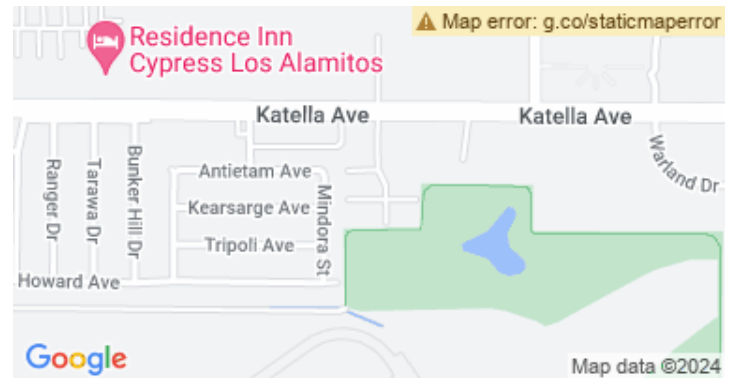 Map error: g.co/staticmaperror
Residence Inn
Cypress Los Alamitos
Katella Ave
Katella Ave
Warland Dr
Ranger Dr
Tarawa Dr
Bunker Hill Dr
Antietam Ave
Kearsarge Ave
Tripoli Ave
Mindora St
Howard Ave
Google
Map data ©2024